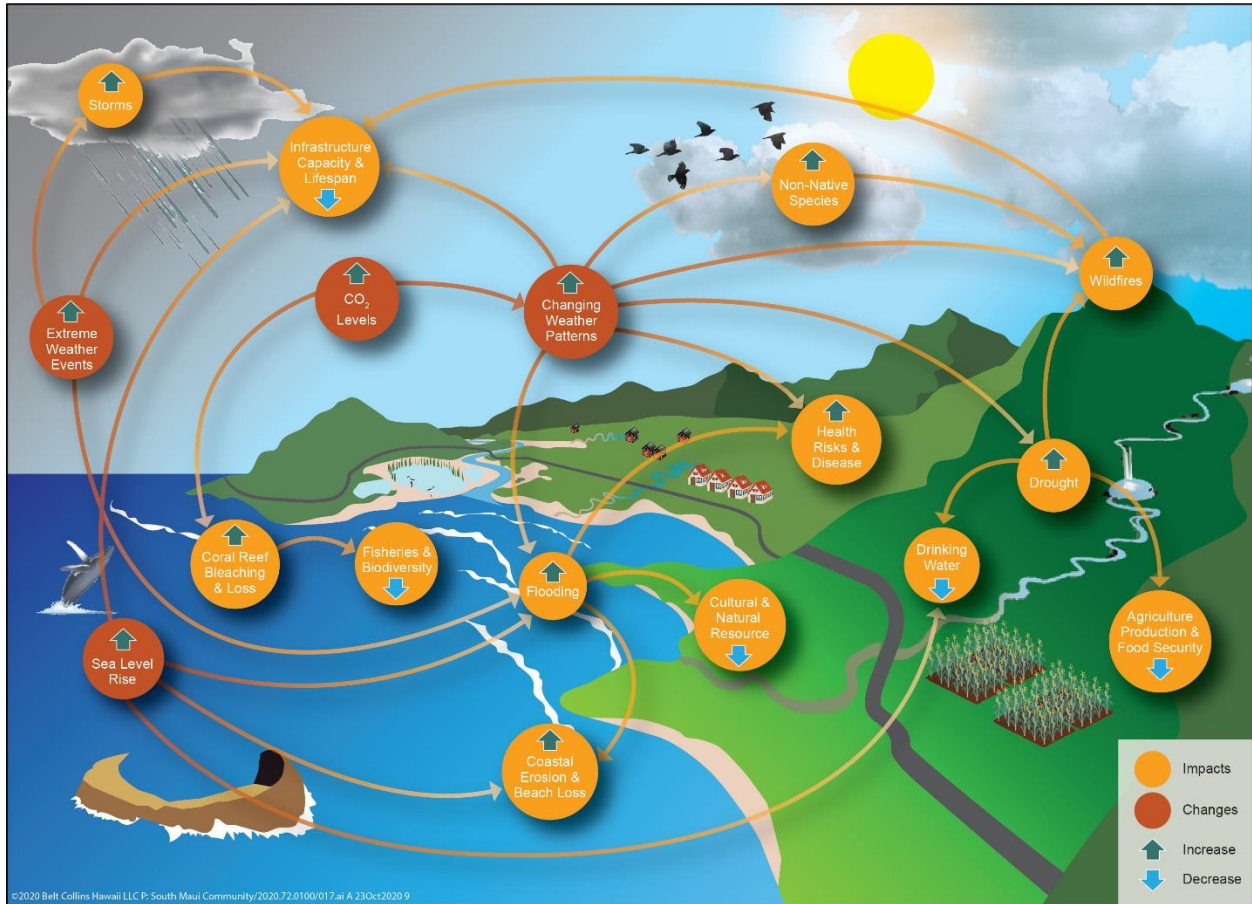 Storms
Infrastructure
Capacity &
Lifespan
Non-Native
Species
Wildfires
CO₂
Levels
Changing
Weather
Patterns
Extreme
Weather
Events
Health
Risks &
Disease
Drought
Coral Reef
Bleaching
& Loss
Fisheries &
Biodiversity
Flooding
Drinking
Water
Cultural &
Natural
Resource
Agriculture
Production &
Food Security
Sea Level
Rise
Coastal
Erosion &
Beach Loss
Impacts
Changes
Increase
Decrease
©2020 Belt Collins Hawaii LLC P: South Maui Community/2020.72.0100/017.ai A 23Oct2020 9